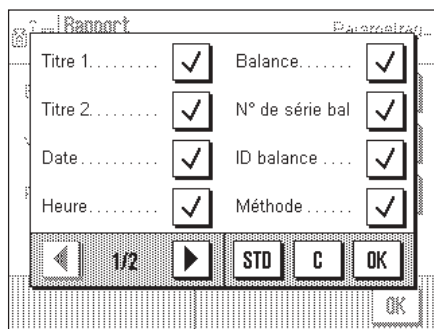 Rapport
Titre 1......... Balance.......
Titre 2......... N° de série bal
Date.......... ID balance ....
Heure......... Méthode ......
1/2 STD C OK
OK